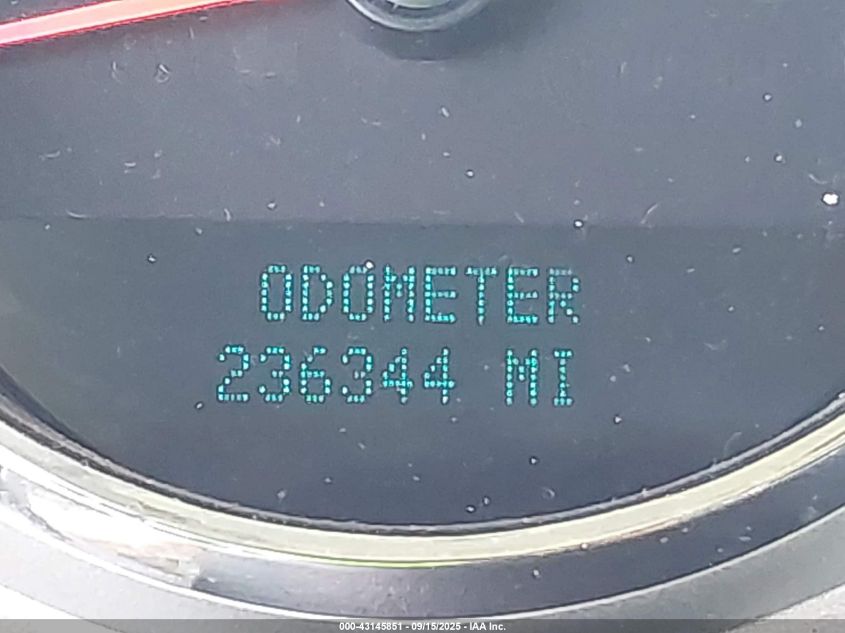 ODOMETER
236344 MI
000-43145851 - 09/15/2025 - IAA Inc.